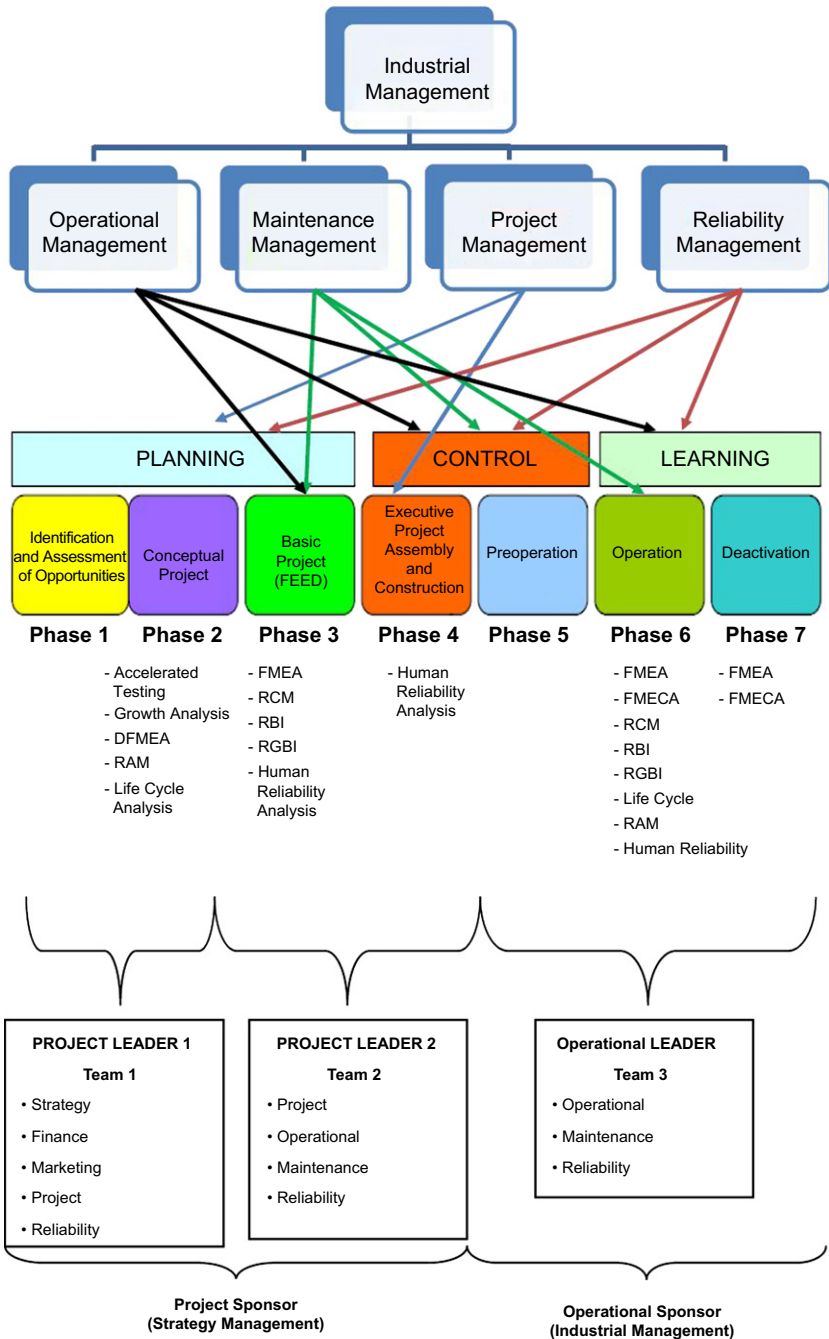 Industrial
Management
Operational
Management
Maintenance
Management
Project
Management
Reliability
Management
PLANNING
CONTROL
LEARNING
Identification
and Assessment
of Opportunities
Conceptual
Project
Basic
Project
(FEED)
Executive
Project
Assembly
and
Construction
Preoperation
Operation
Deactivation
Phase 1
Phase 2
Phase 3
Phase 4
Phase 5
Phase 6
Phase 7
- Accelerated
Testing
- Growth Analysis
- DFMEA
- RAM
- Life Cycle
Analysis
- FMEA
- RCM
- RBI
- RGBI
- Human
Reliability
Analysis
- Human
Reliability
Analysis
- FMEA
- FMECA
- RCM
- RBI
- RGBI
- Life Cycle
- RAM
- Human Reliability
- FMEA
- FMECA
PROJECT LEADER 1
Team 1
• Strategy
• Finance
• Marketing
• Project
• Reliability
PROJECT LEADER 2
Team 2
• Project
• Operational
• Maintenance
• Reliability
Operational LEADER
Team 3
• Operational
• Maintenance
• Reliability
Project Sponsor
(Strategy Management)
Operational Sponsor
(Industrial Management)